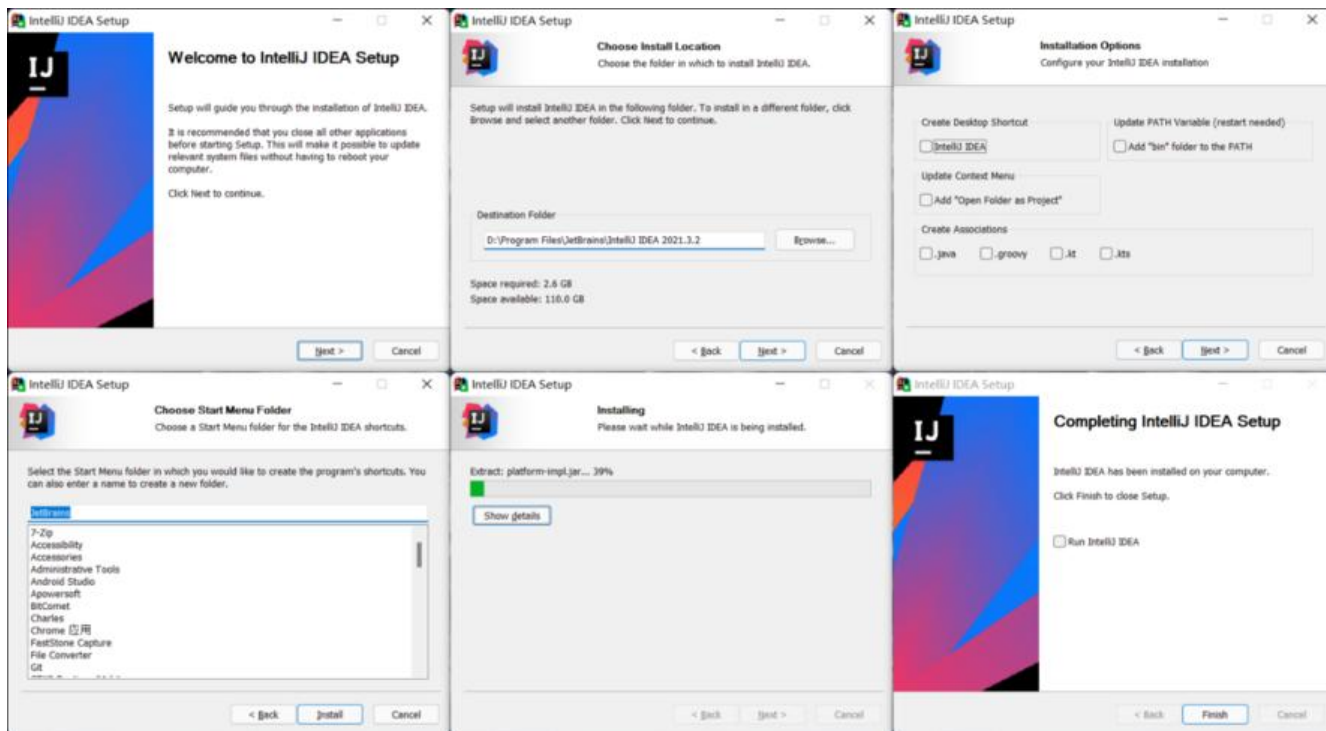 IntelliJ IDEA Setup
IJ
Welcome to IntelliJ IDEA Setup
Setup will guide you through the installation of IntelliJ IDEA.
It is recommended that you close all other applications
before starting Setup. This will make it possible to update
relevant system files without having to reboot your
computer.
Click Next to continue.
Next >
Cancel
IntelliJ IDEA Setup
IJ
Choose Install Location
Choose the folder in which to install IntelliJ IDEA.
Setup will install IntelliJ IDEA in the following folder. To install in a different folder, click
Browse and select another folder. Click Next to continue.
Destination Folder
D:\Program Files\JetBrains\IntelliJ IDEA 2021.3.2
Browse...
Space required: 2.6 GB
Space available: 110.0 GB
< Back
Next >
Cancel
IntelliJ IDEA Setup
IJ
Installation Options
Configure your IntelliJ IDEA installation
Create Desktop Shortcut
Update PATH Variable (restart needed)
IntelliJ IDEA
Add "bin" folder to the PATH
Update Context Menu
Add "Open Folder as Project"
Create Associations
.java
.groovy
.kt
.kts
< Back
Next >
Cancel
IntelliJ IDEA Setup
IJ
Choose Start Menu Folder
Choose a Start Menu folder for the IntelliJ IDEA shortcuts.
Select the Start Menu folder in which you would like to create the program's shortcuts. You
can also enter a name to create a new folder.
JetBrains
7-Zip
Accessibility
Accessories
Administrative Tools
Android Studio
Apowersoft
BitComet
Charles
Chrome 应用
FastStone Capture
File Converter
Git
< Back
Install
Cancel
IntelliJ IDEA Setup
IJ
Installing
Please wait while IntelliJ IDEA is being installed.
Extract: platform-impl.jar... 39%
Show details
< Back
Next >
Cancel
IntelliJ IDEA Setup
IJ
Completing IntelliJ IDEA Setup
IntelliJ IDEA has been installed on your computer.
Click Finish to close Setup.
Run IntelliJ IDEA
< Back
Finish
Cancel